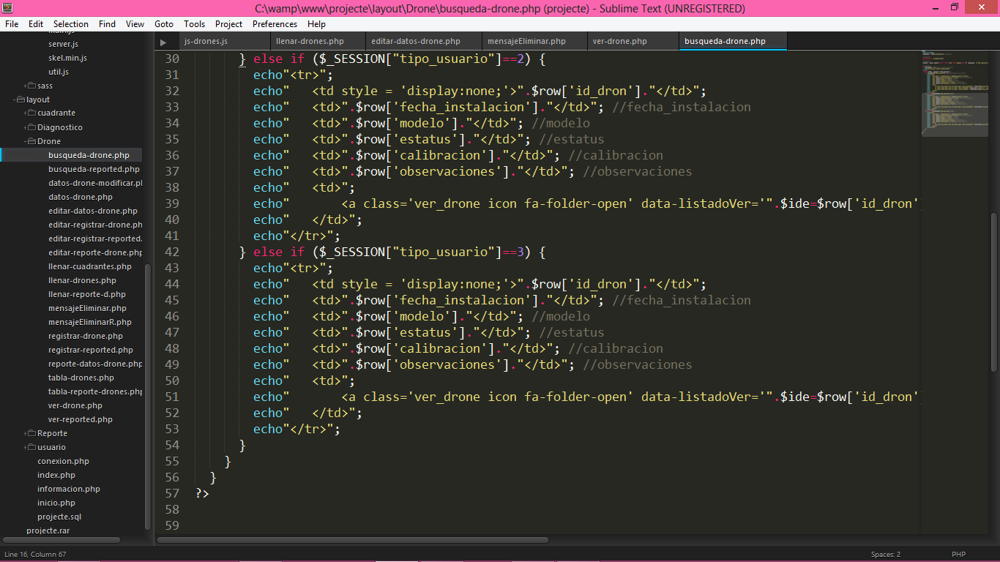 C:\wamp\www\projecte\layout\Drone\busqueda-drone.php (projecte) - Sublime Text (UNREGISTERED)
File Edit Selection Find View Goto Tools Project Preferences Help
js-drones.js llenar-drones.php editar-datos-drone.php mensajeEliminar.php ver-drone.php busqueda-drone.php
server.js
skel.min.js
util.js
sass
layout
cuadrante
Diagnostico
Drone
busqueda-drone.php
busqueda-reported.php
datos-drone-modificar.pl
datos-drone.php
editar-datos-drone.php
editar-registrar-drone.ph
editar-registrar-reported.
editar-reporte-drone.php
llenar-cuadrantes.php
llenar-drones.php
llenar-reporte-d.php
mensajeEliminar.php
mensajeEliminarR.php
registrar-drone.php
registrar-reported.php
reporte-datos-drone.php
tabla-drones.php
tabla-reporte-drones.php
ver-drone.php
ver-reported.php
Reporte
usuario
conexion.php
index.php
informacion.php
inicio.php
projecte.sql
projecte.rar
30 } else if ($_SESSION["tipo_usuario"]==2) {
31 echo"<tr>";
32 echo"   <td style = 'display:none;'>".$row['id_dron']."</td>";
33 echo"   <td>".$row['fecha_instalacion']."</td>"; //fecha_instalacion
34 echo"   <td>".$row['modelo']."</td>"; //modelo
35 echo"   <td>".$row['estatus']."</td>"; //estatus
36 echo"   <td>".$row['calibracion']."</td>"; //calibracion
37 echo"   <td>".$row['observaciones']."</td>"; //observaciones
38 echo"   <td>";
39 echo"       <a class='ver_drone icon fa-folder-open' data-listadoVer='".$ide=$row['id_dron']
40 echo"   </td>";
41 echo"</tr>";
42 } else if ($_SESSION["tipo_usuario"]==3) {
43 echo"<tr>";
44 echo"   <td style = 'display:none;'>".$row['id_dron']."</td>";
45 echo"   <td>".$row['fecha_instalacion']."</td>"; //fecha_instalacion
46 echo"   <td>".$row['modelo']."</td>"; //modelo
47 echo"   <td>".$row['estatus']."</td>"; //estatus
48 echo"   <td>".$row['calibracion']."</td>"; //calibracion
49 echo"   <td>".$row['observaciones']."</td>"; //observaciones
50 echo"   <td>";
51 echo"       <a class='ver_drone icon fa-folder-open' data-listadoVer='".$ide=$row['id_dron']
52 echo"   </td>";
53 echo"</tr>";
54 }
55 }
56 }
57 ?>
58
59
Line 16, Column 67 Spaces: 2 PHP